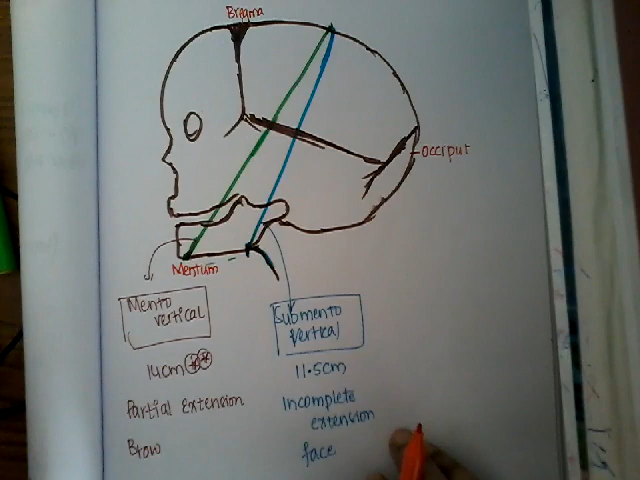 Bregma
Occiput
Mentum
Mento
vertical
Submento
vertical
14cm
11.5cm
Partial Extension
Incomplete
extension
Brow
face